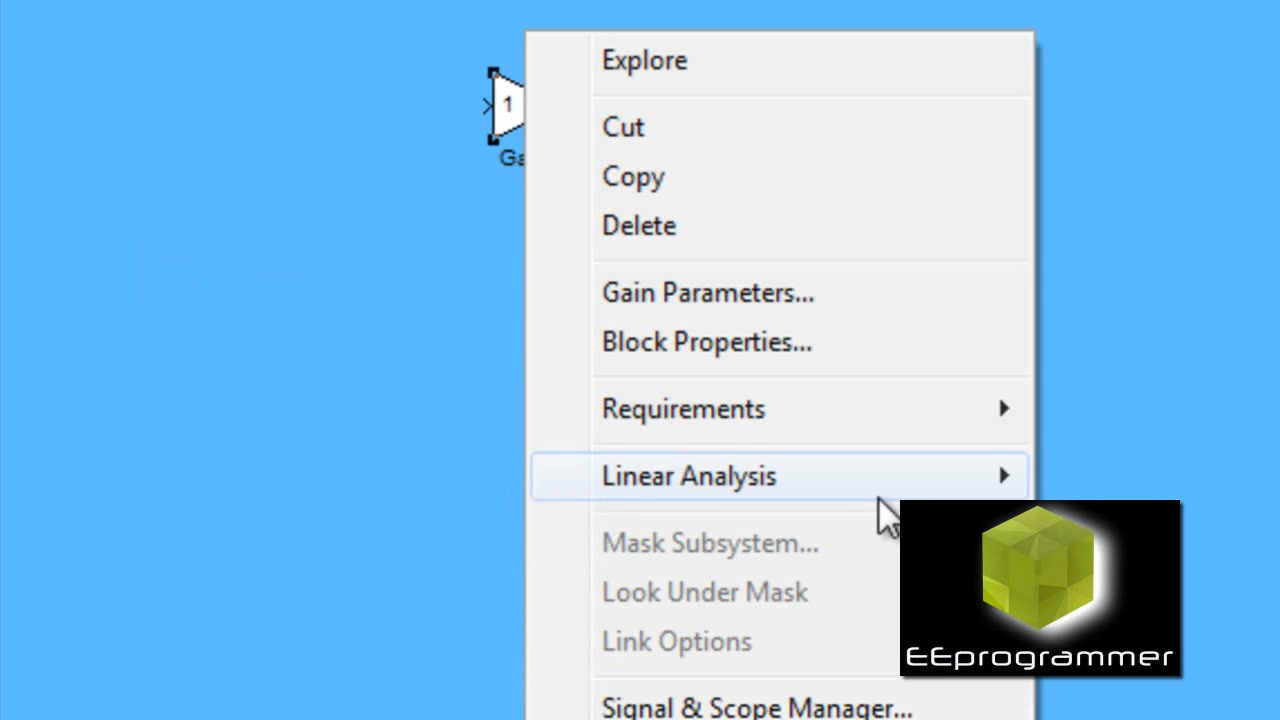 Explore
1
Cut
Ga
Copy
Delete
Gain Parameters...
Block Properties...
Requirements
Linear Analysis
Mask Subsystem...
Look Under Mask
Link Options
EEprogrammer
Signal & Scope Manager...